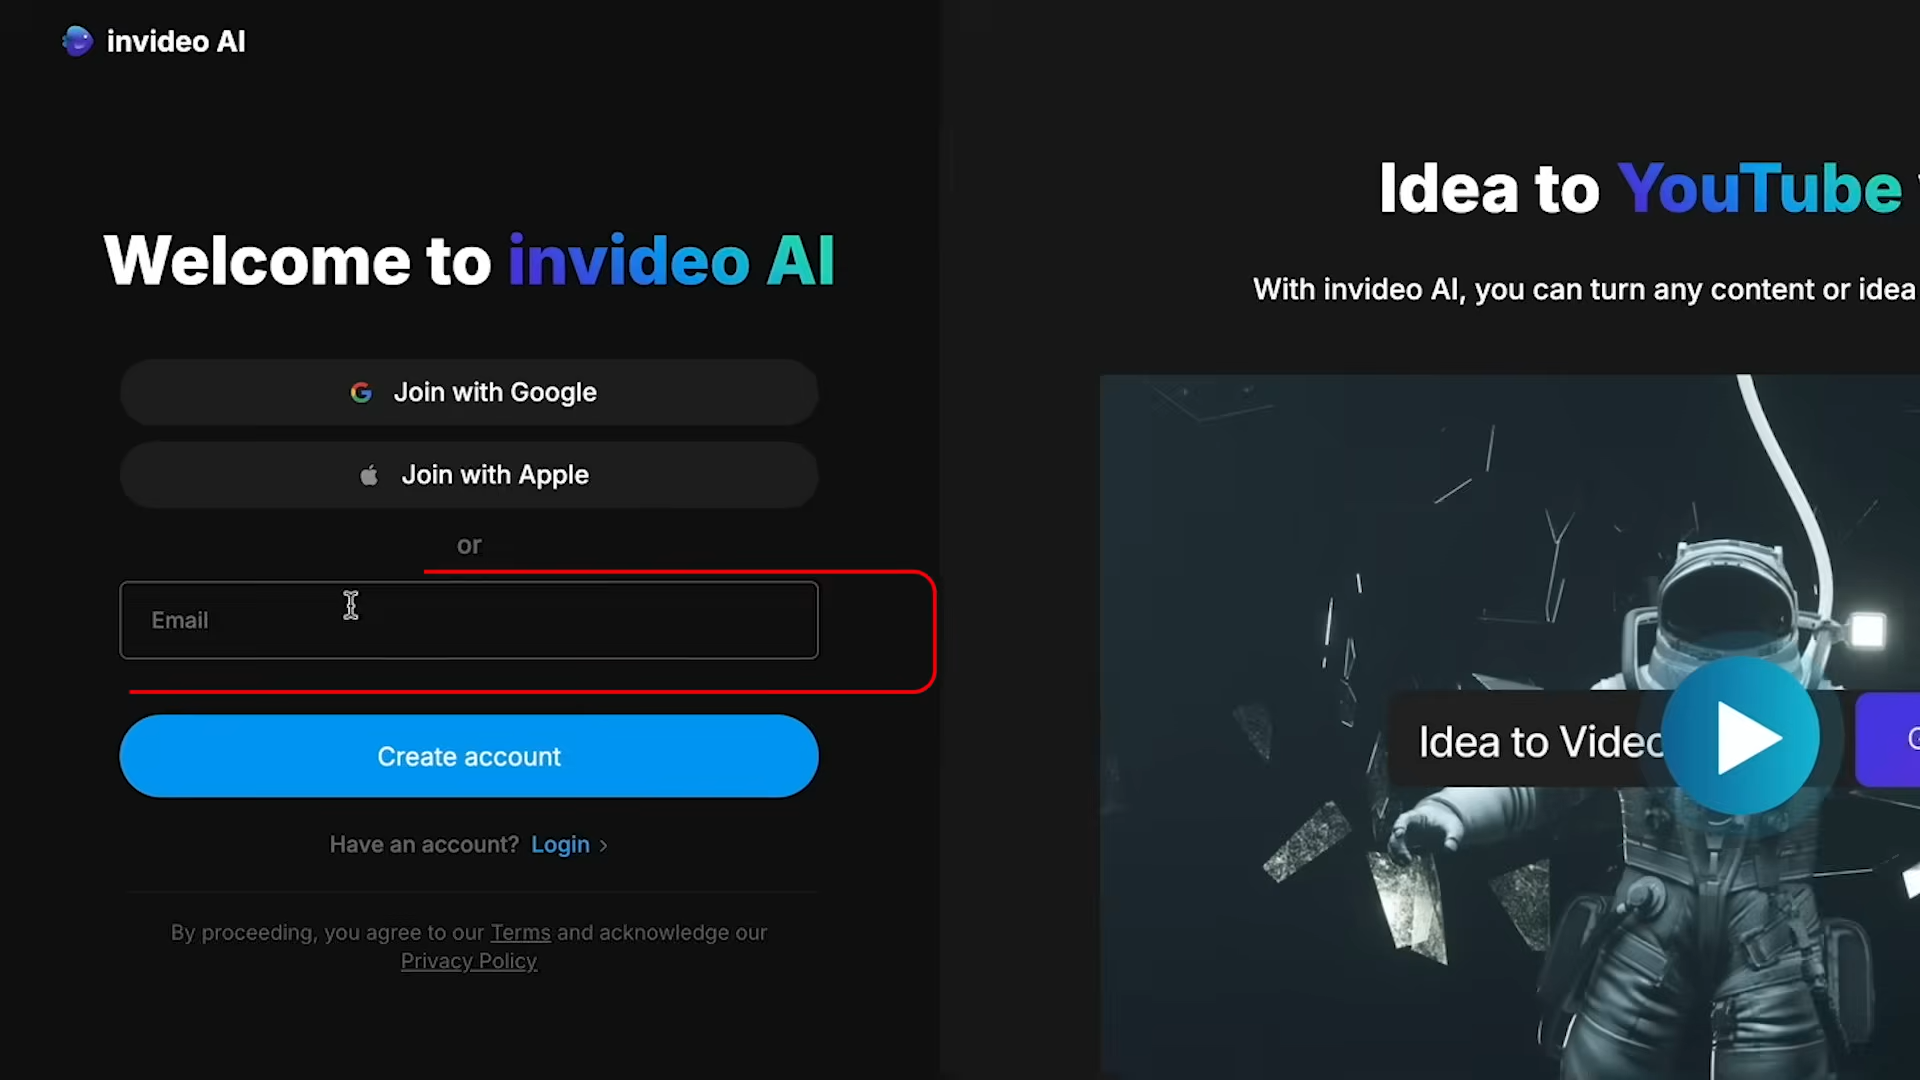 invideo AI
Welcome to invideo AI
Join with Google
Join with Apple
or
Email
Create account
Have an account? Login
By proceeding, you agree to our Terms and acknowledge our
Privacy Policy
Idea to YouTube
With invideo AI, you can turn any content or idea
Idea to Video